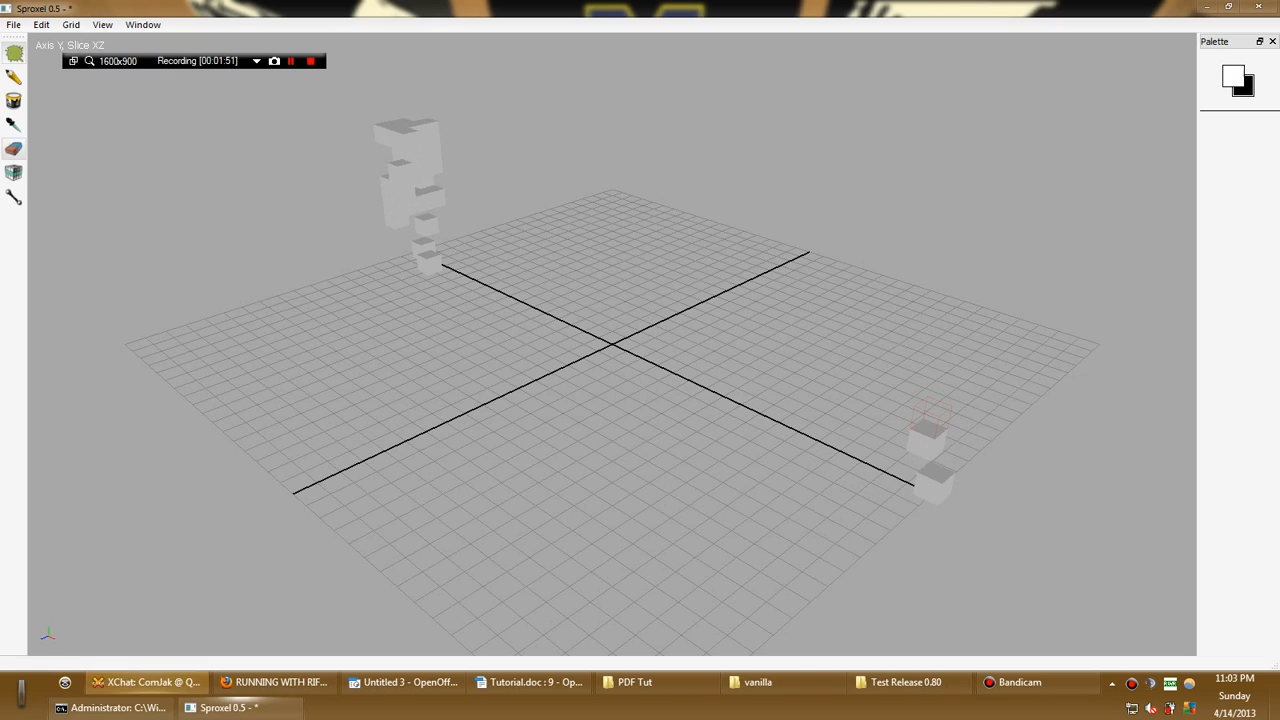 Sproxel 0.5 - *
File Edit Grid View Window
Axis Y, Slice XZ
1600x900 Recording [00:01:51]
Palette
XChat: ComJak @ Q... RUNNING WITH RIF... Untitled 3 - OpenOff... Tutorial.doc : 9 - Op... PDF Tut vanilla Test Release 0.80 Bandicam
Administrator: C:\Wi... Sproxel 0.5 - *
11:03 PM
Sunday
4/14/2013